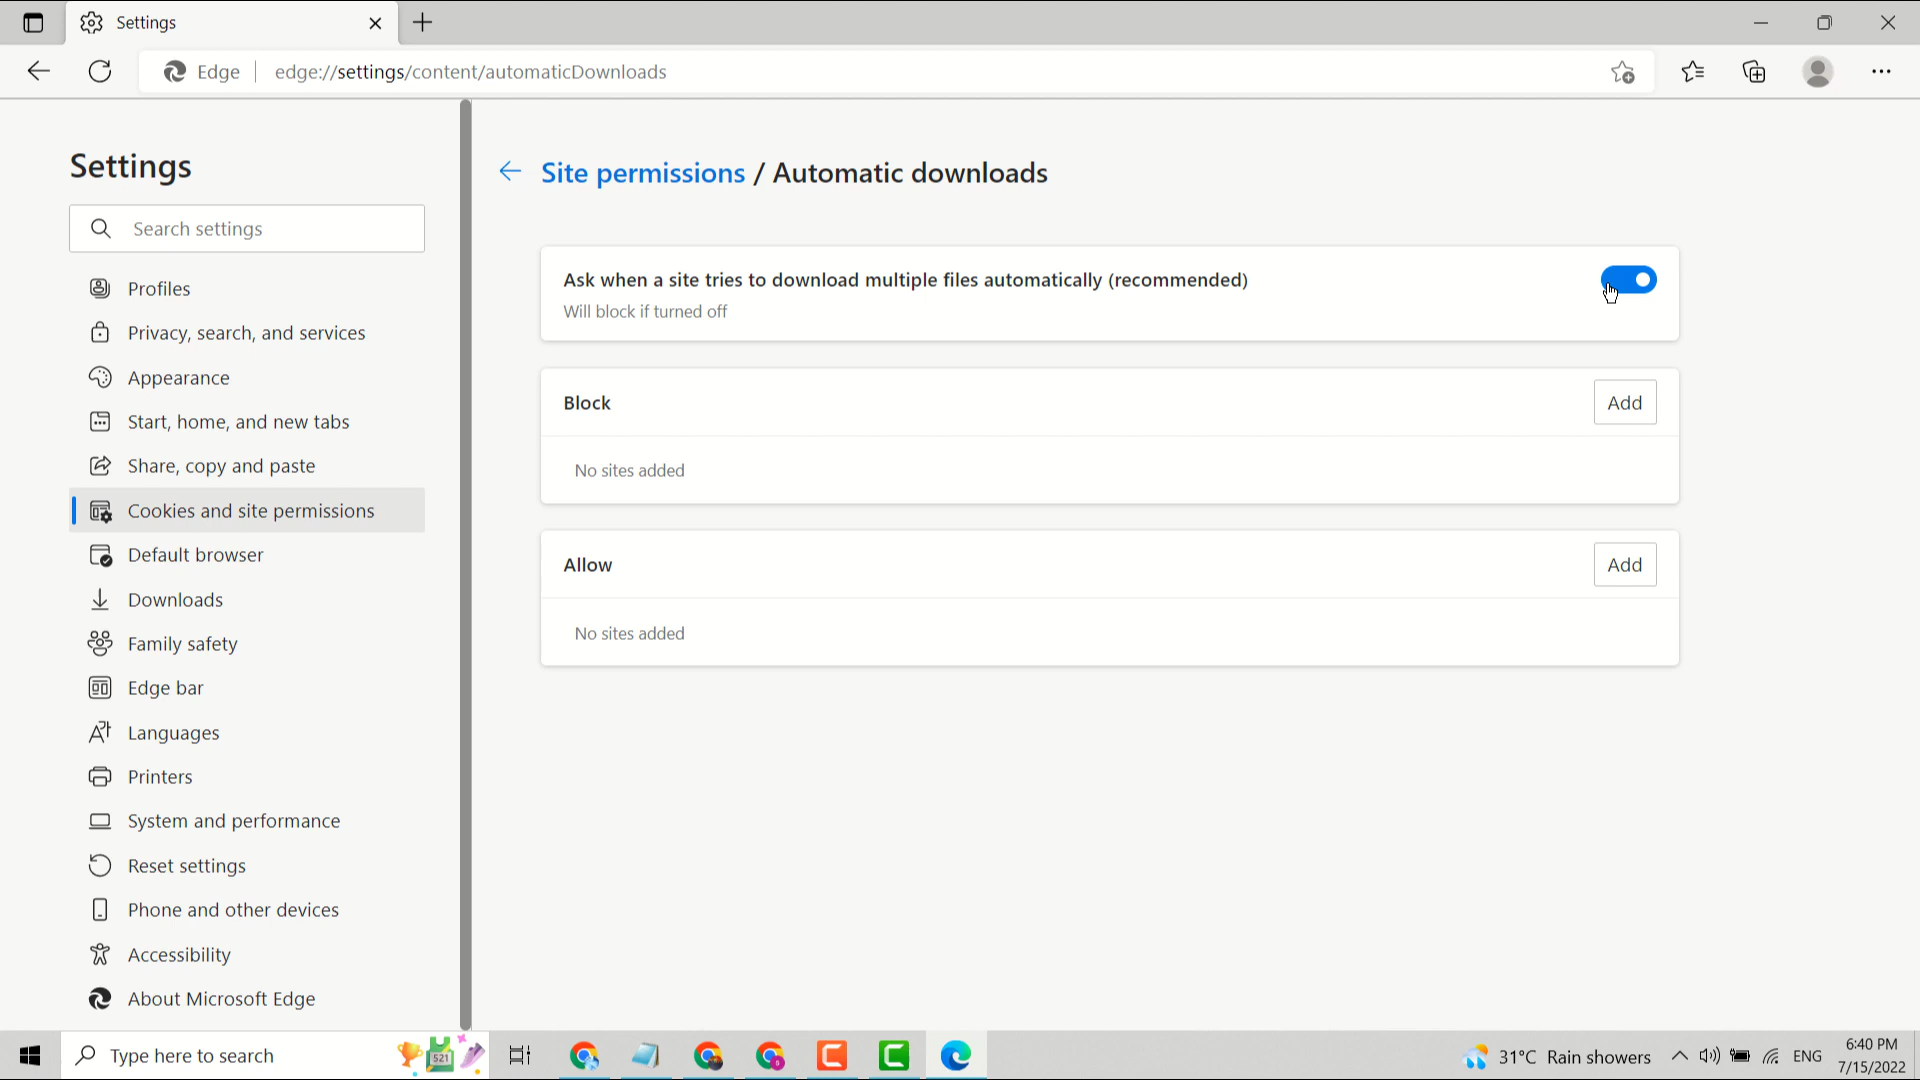 Settings
Edge
edge://settings/content/automaticDownloads
Settings
Search settings
Profiles
Privacy, search, and services
Appearance
Start, home, and new tabs
Share, copy and paste
Cookies and site permissions
Default browser
Downloads
Family safety
Edge bar
Languages
Printers
System and performance
Reset settings
Phone and other devices
Accessibility
About Microsoft Edge
Site permissions / Automatic downloads
Ask when a site tries to download multiple files automatically (recommended)
Will block if turned off
Block
Add
No sites added
Allow
Add
No sites added
Type here to search
521
31°C Rain showers
ENG
6:40 PM
7/15/2022